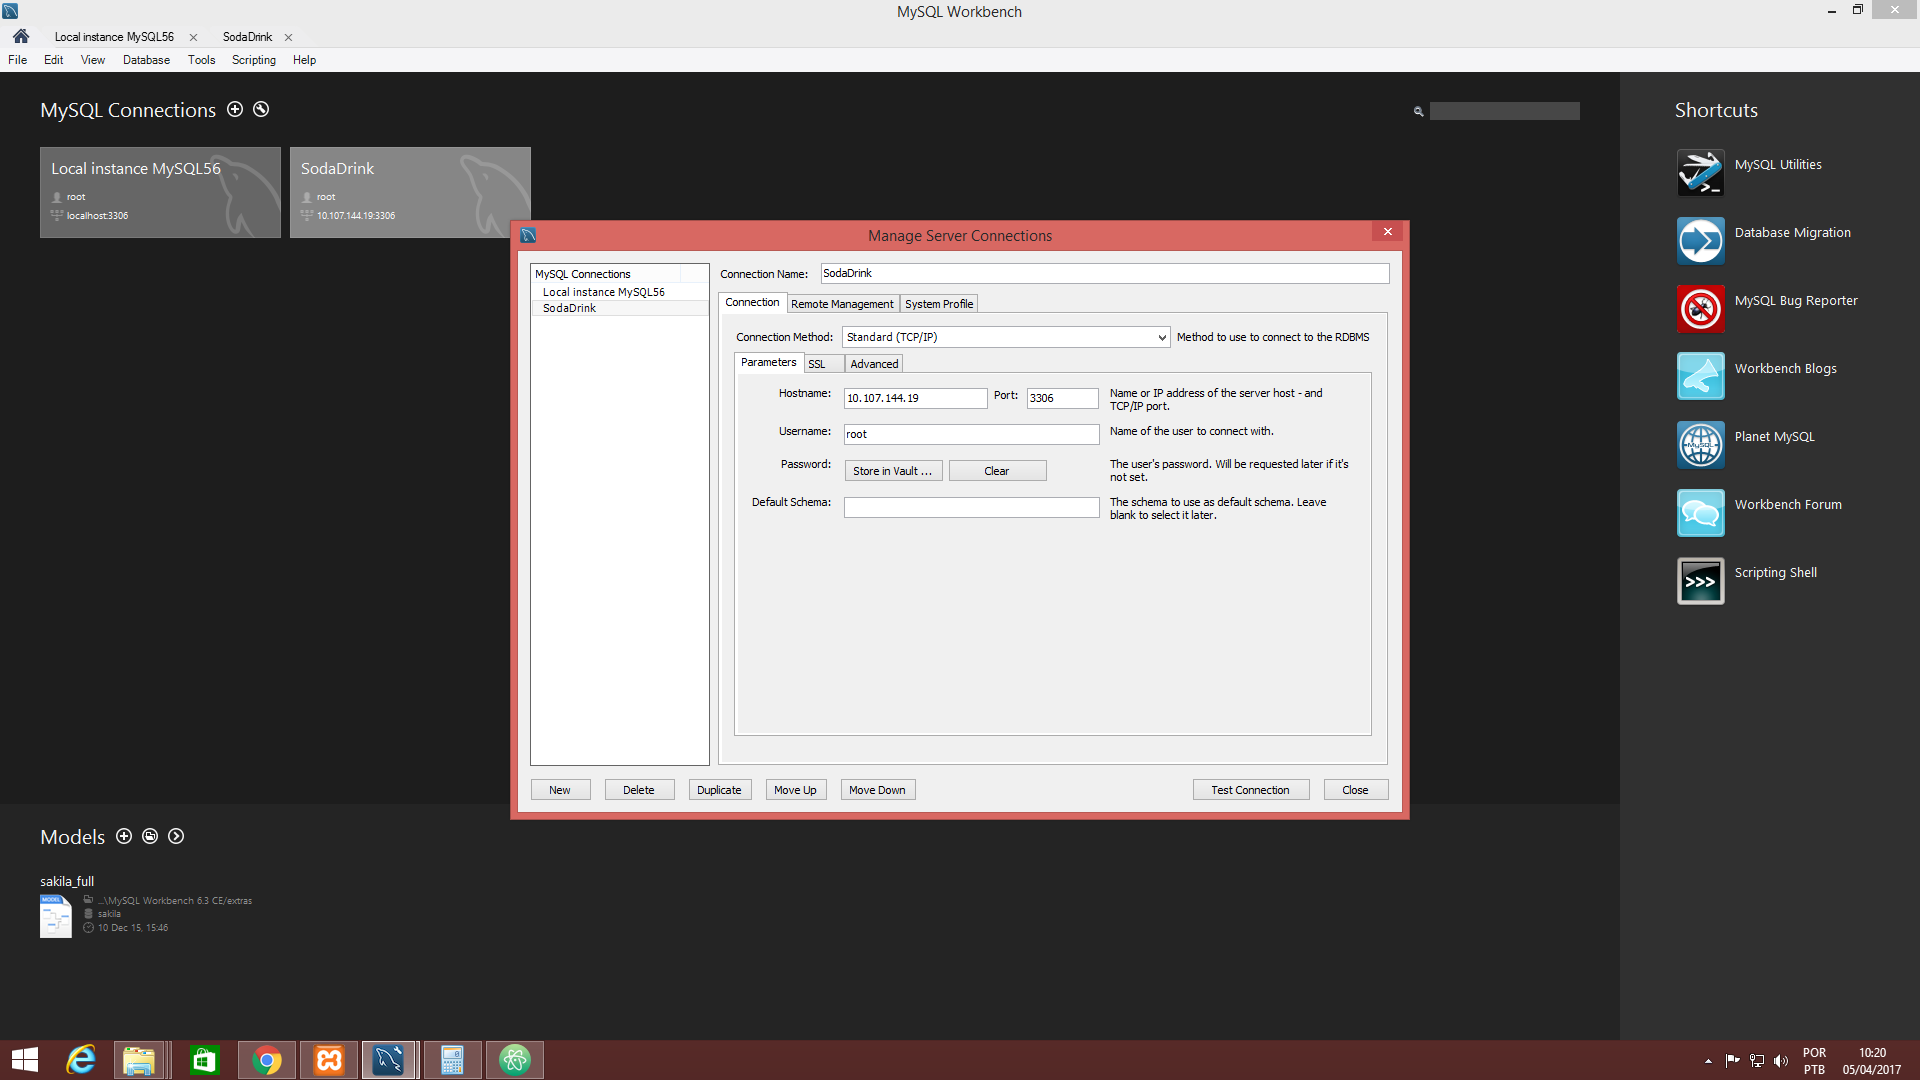 MySQL Workbench
Local instance MySQL56
SodaDrink
File Edit View Database Tools Scripting Help
MySQL Connections
Shortcuts
Local instance MySQL56
root
localhost:3306
SodaDrink
root
10.107.144.19:3306
MySQL Utilities
Database Migration
MySQL Bug Reporter
Workbench Blogs
Planet MySQL
MySQL
Workbench Forum
Scripting Shell
>>>
Manage Server Connections
MySQL Connections
Local instance MySQL56
SodaDrink
Connection Name: SodaDrink
Connection Remote Management System Profile
Connection Method: Standard (TCP/IP) Method to use to connect to the RDBMS
Parameters SSL Advanced
Hostname: 10.107.144.19 Port: 3306 Name or IP address of the server host - and
TCP/IP port.
Username: root Name of the user to connect with.
Password: Store in Vault ... Clear The user's password. Will be requested later if it's
not set.
Default Schema: The schema to use as default schema. Leave
blank to select it later.
New Delete Duplicate Move Up Move Down Test Connection Close
Models
sakila_full
MODEL
...\MySQL Workbench 6.3 CE/extras
sakila
10 Dec 15, 15:46
POR
PTB
10:20
05/04/2017